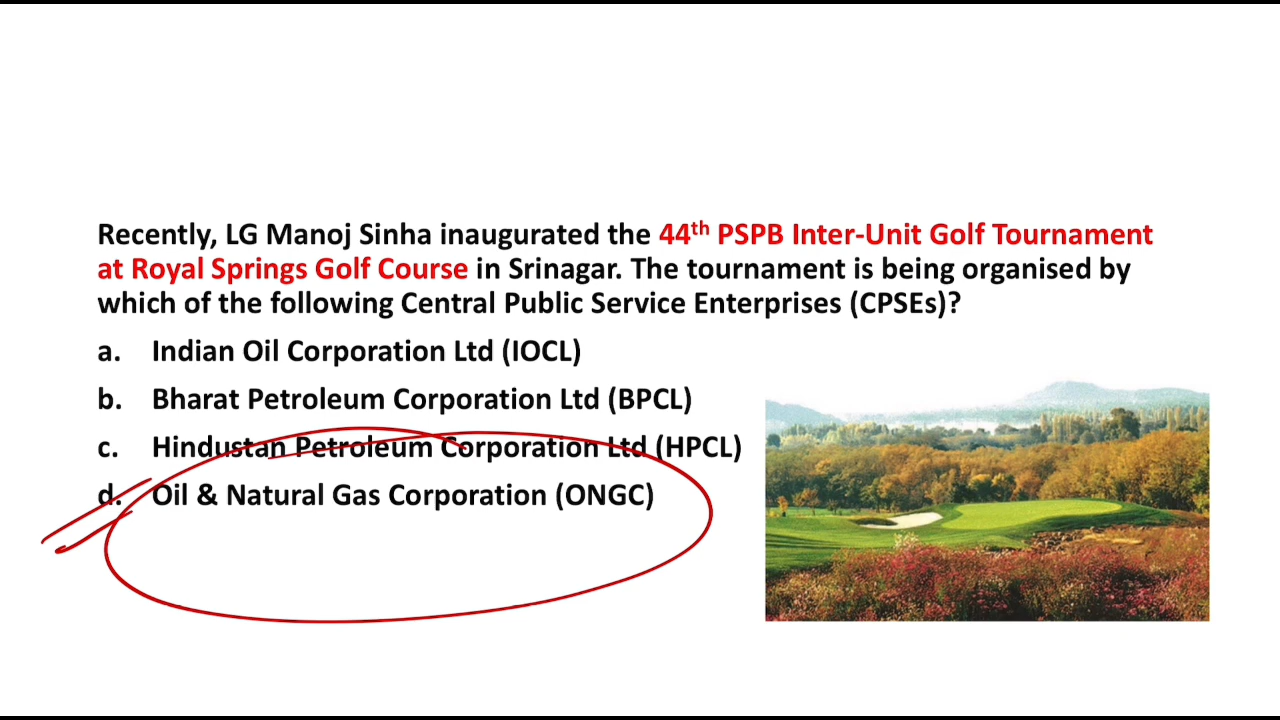 Recently, LG Manoj Sinha inaugurated the 44th PSPB Inter-Unit Golf Tournament
at Royal Springs Golf Course in Srinagar. The tournament is being organised by
which of the following Central Public Service Enterprises (CPSEs)?
a. Indian Oil Corporation Ltd (IOCL)
b. Bharat Petroleum Corporation Ltd (BPCL)
c. Hindustan Petroleum Corporation Ltd (HPCL)
d. Oil & Natural Gas Corporation (ONGC)